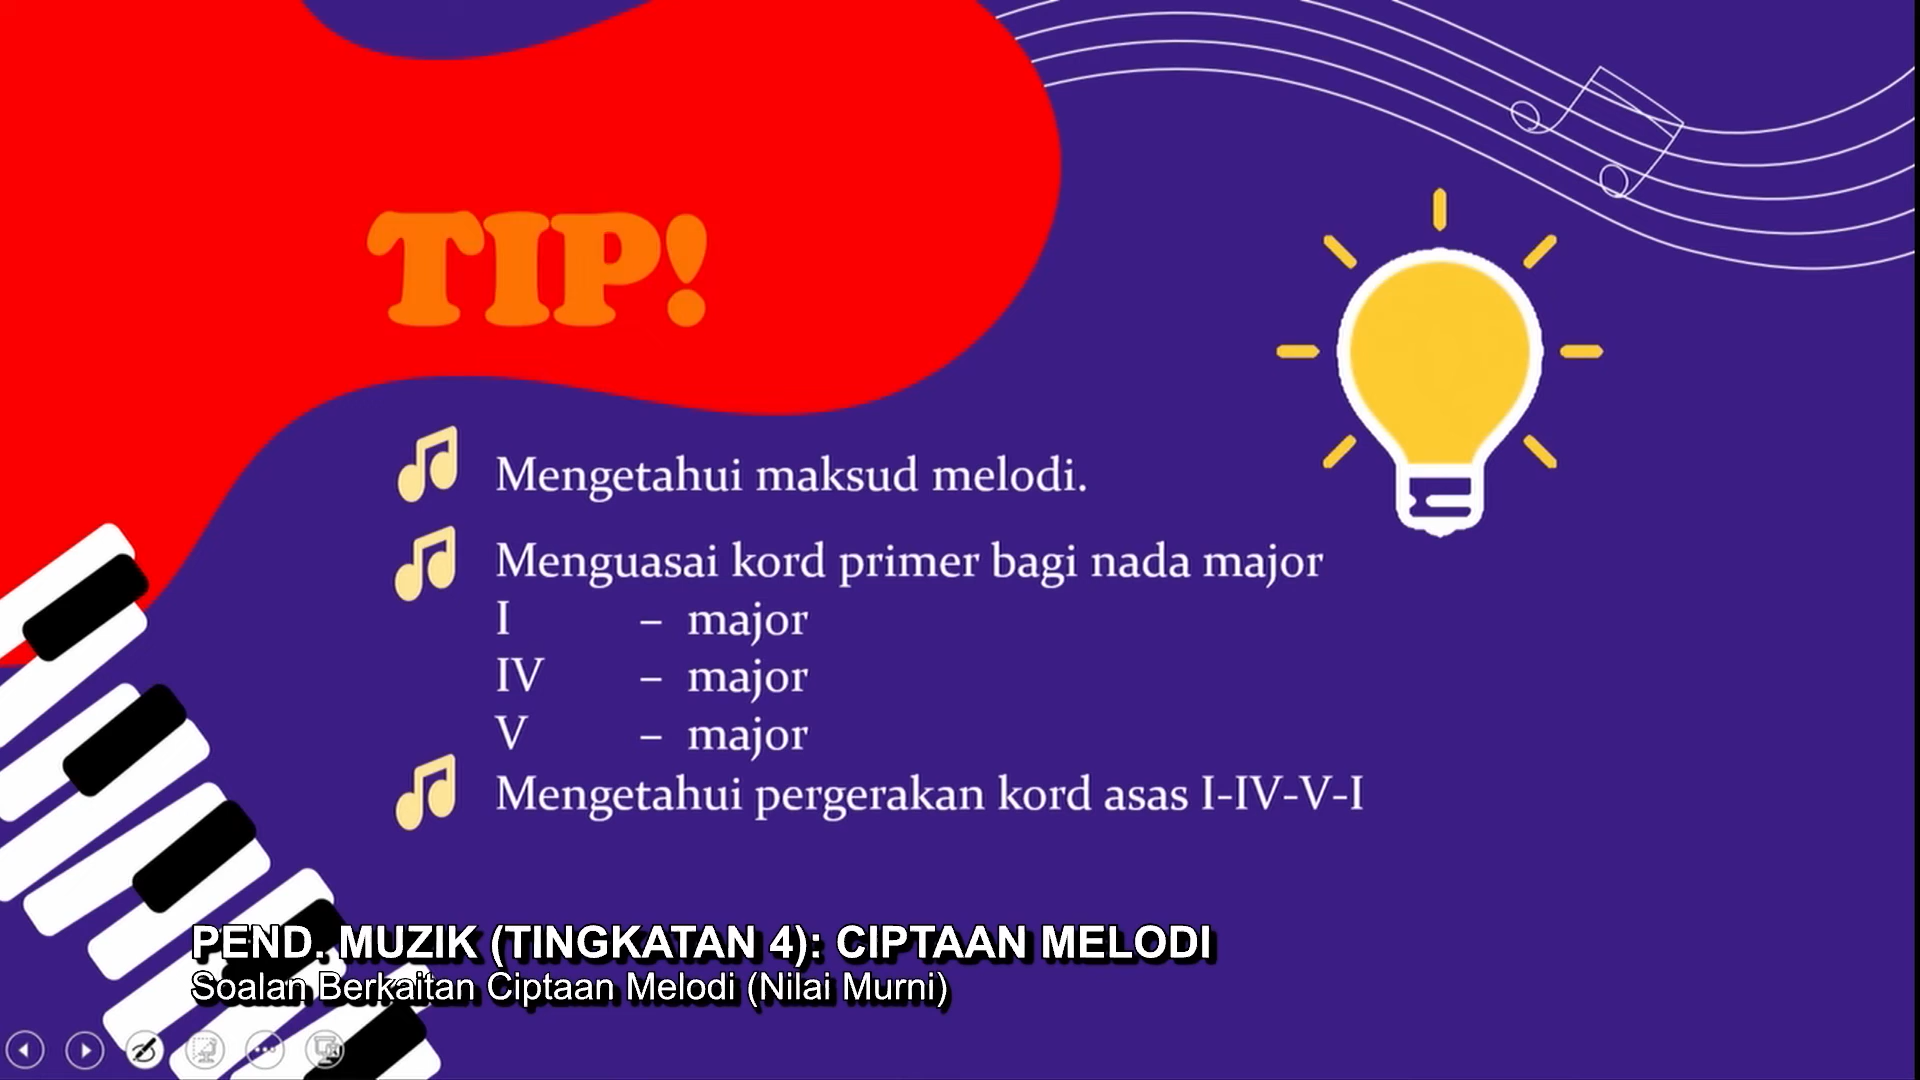 TIP!
Mengetahui maksud melodi.
Menguasai kord primer bagi nada major
I – major
IV – major
V – major
Mengetahui pergerakan kord asas I-IV-V-I
PEND. MUZIK (TINGKATAN 4): CIPTAAN MELODI
Soalan Berkaitan Ciptaan Melodi (Nilai Murni)